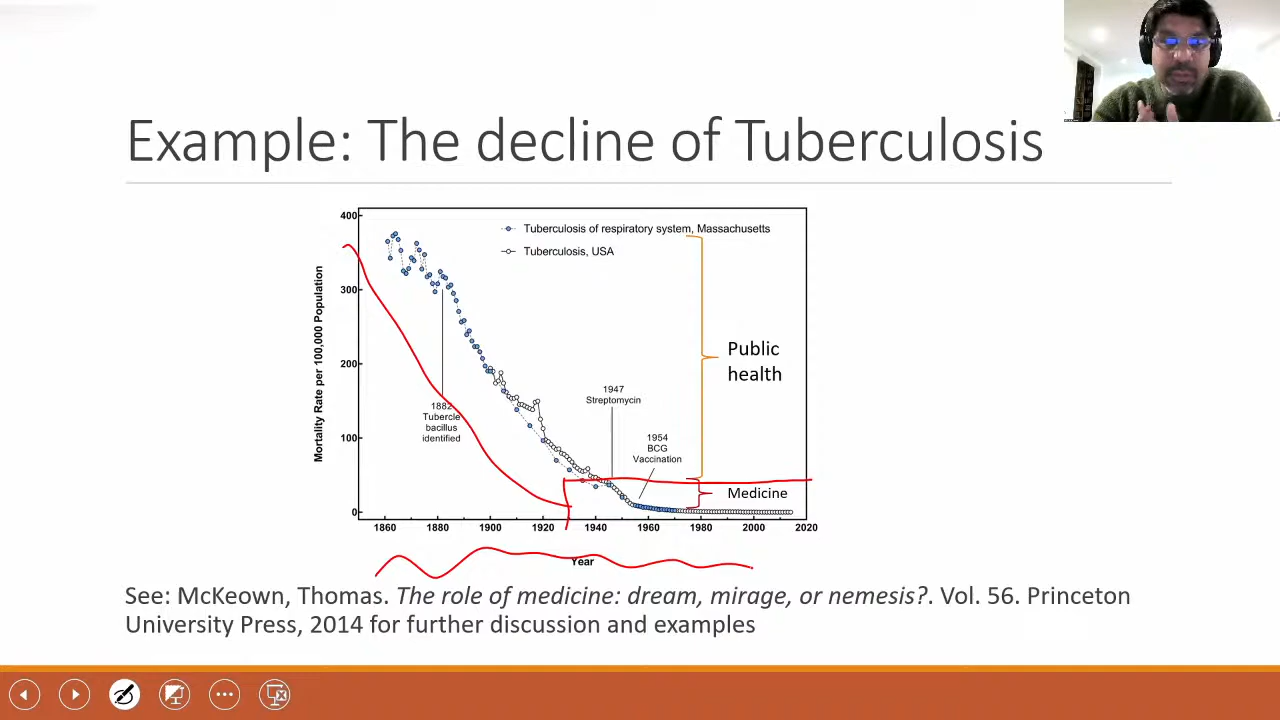 Example: The decline of Tuberculosis
400
300
200
100
0
Mortality Rate per 100,000 Population
Tuberculosis of respiratory system, Massachusetts
Tuberculosis, USA
Public
health
1947
Streptomycin
1882
Tubercle
bacillus
identified
1954
BCG
Vaccination
Medicine
1860 1880 1900 1920 1940 1960 1980 2000 2020
Year
See: McKeown, Thomas. The role of medicine: dream, mirage, or nemesis?. Vol. 56. Princeton
University Press, 2014 for further discussion and examples